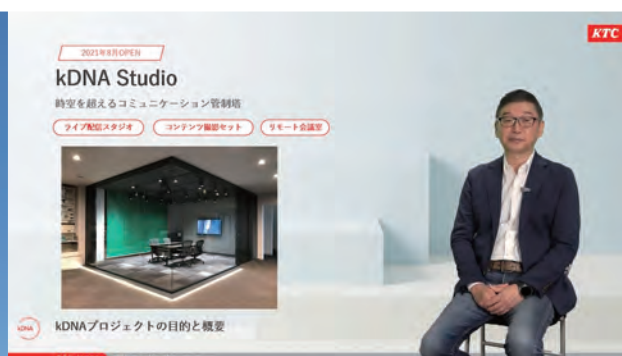 2021年8月OPEN
KTC
kDNA Studio
時空を超えるコミュニケーション管制塔
ライブ配信スタジオ
コンテンツ撮影セット
リモート会議室
kDNA
kDNAプロジェクトの目的と概要